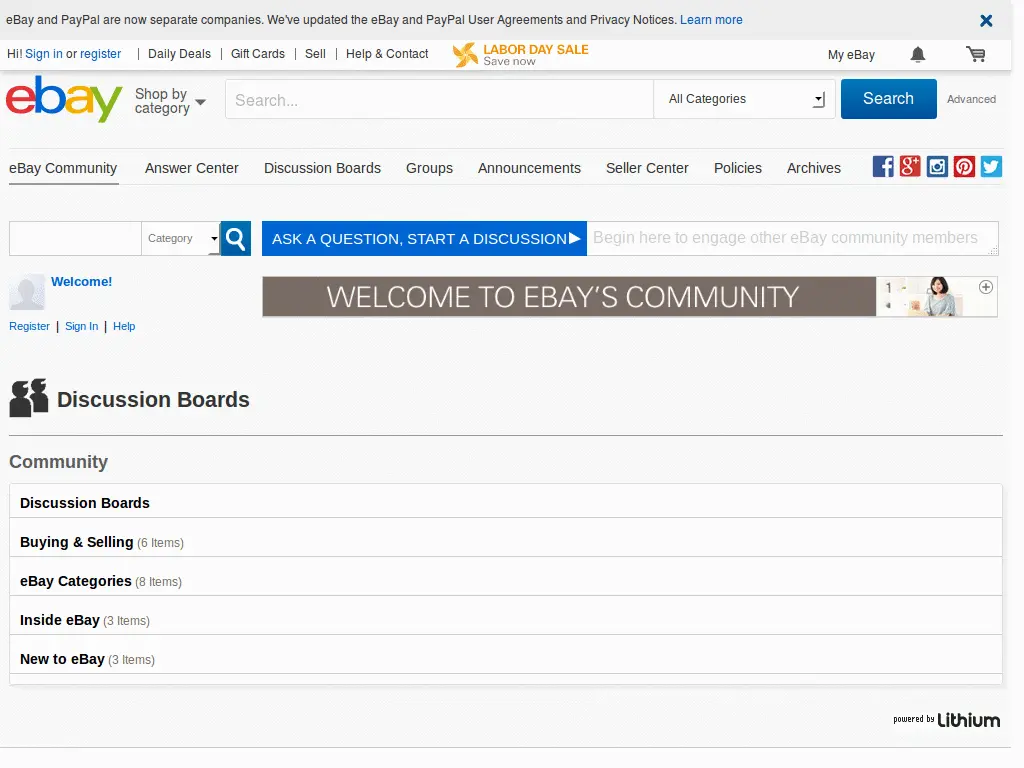 eBay and PayPal are now separate companies. We've updated the eBay and PayPal User Agreements and Privacy Notices. Learn more
Hi! Sign in or register | Daily Deals | Gift Cards | Sell | Help & Contact
LABOR DAY SALE
Save now
My eBay
ebay
Shop by
category
Search...
All Categories
Search
Advanced
eBay Community
Answer Center
Discussion Boards
Groups
Announcements
Seller Center
Policies
Archives
Category
ASK A QUESTION, START A DISCUSSION▶
Begin here to engage other eBay community members
Welcome!
Register | Sign In | Help
WELCOME TO EBAY'S COMMUNITY
Discussion Boards
Community
Discussion Boards
Buying & Selling (6 Items)
eBay Categories (8 Items)
Inside eBay (3 Items)
New to eBay (3 Items)
powered by Lithium